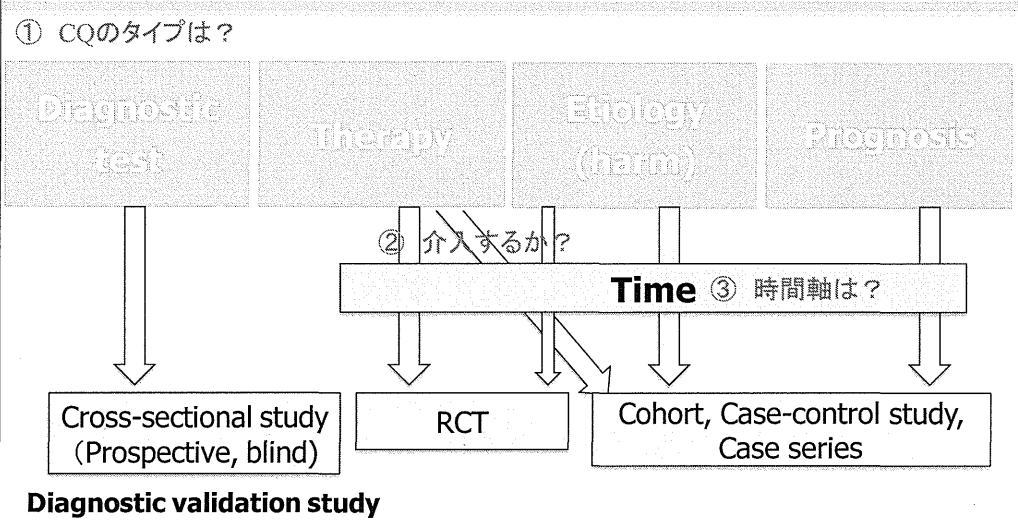 ① CQのタイプは？
Diagnostic
test
Therapy
Etiology
(harm)
Prognosis
② 介入するか？
Time ③ 時間軸は？
Cross-sectional study
（Prospective, blind)
RCT
Cohort, Case-control study,
Case series
Diagnostic validation study